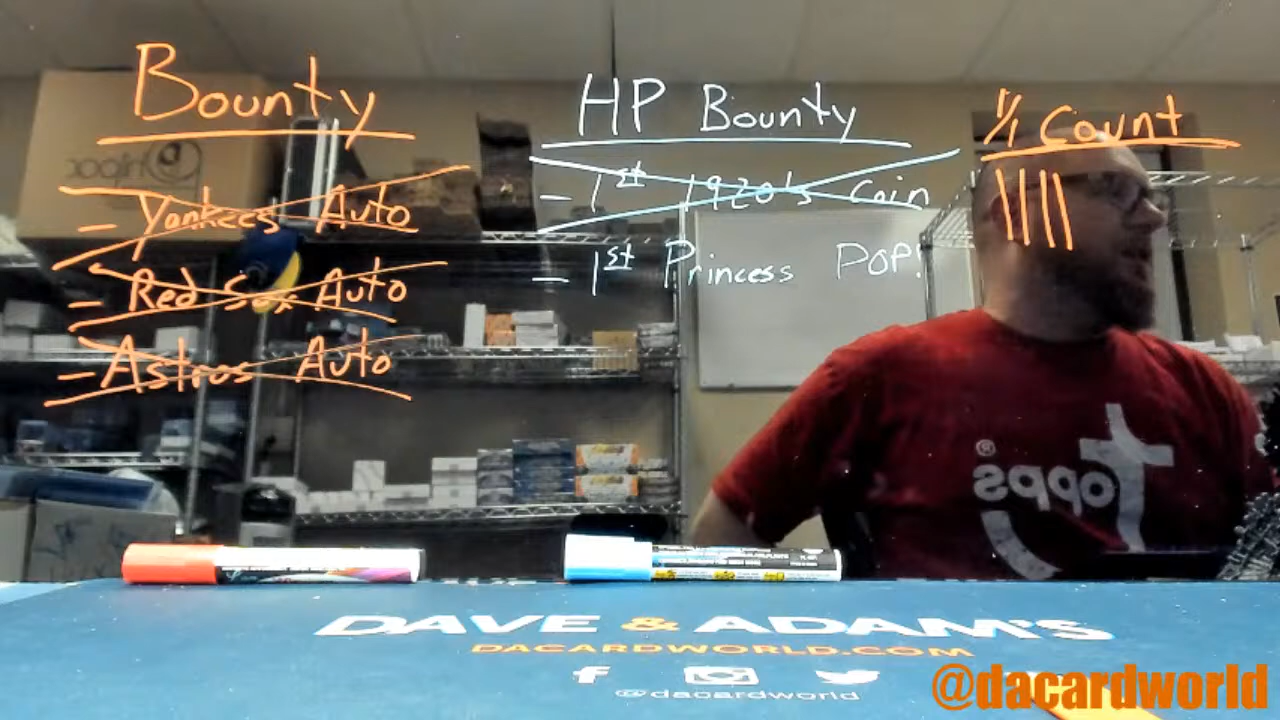 Bounty
- Yankees Auto
- Red Sox Auto
- Astros Auto
HP Bounty
- 1st 1920's Coin
- 1st Princess POP!
1/1 Count
||||
Topps®
DAVE & ADAM'S
DACARDWORLD.COM
@dacardworld
@dacardworld